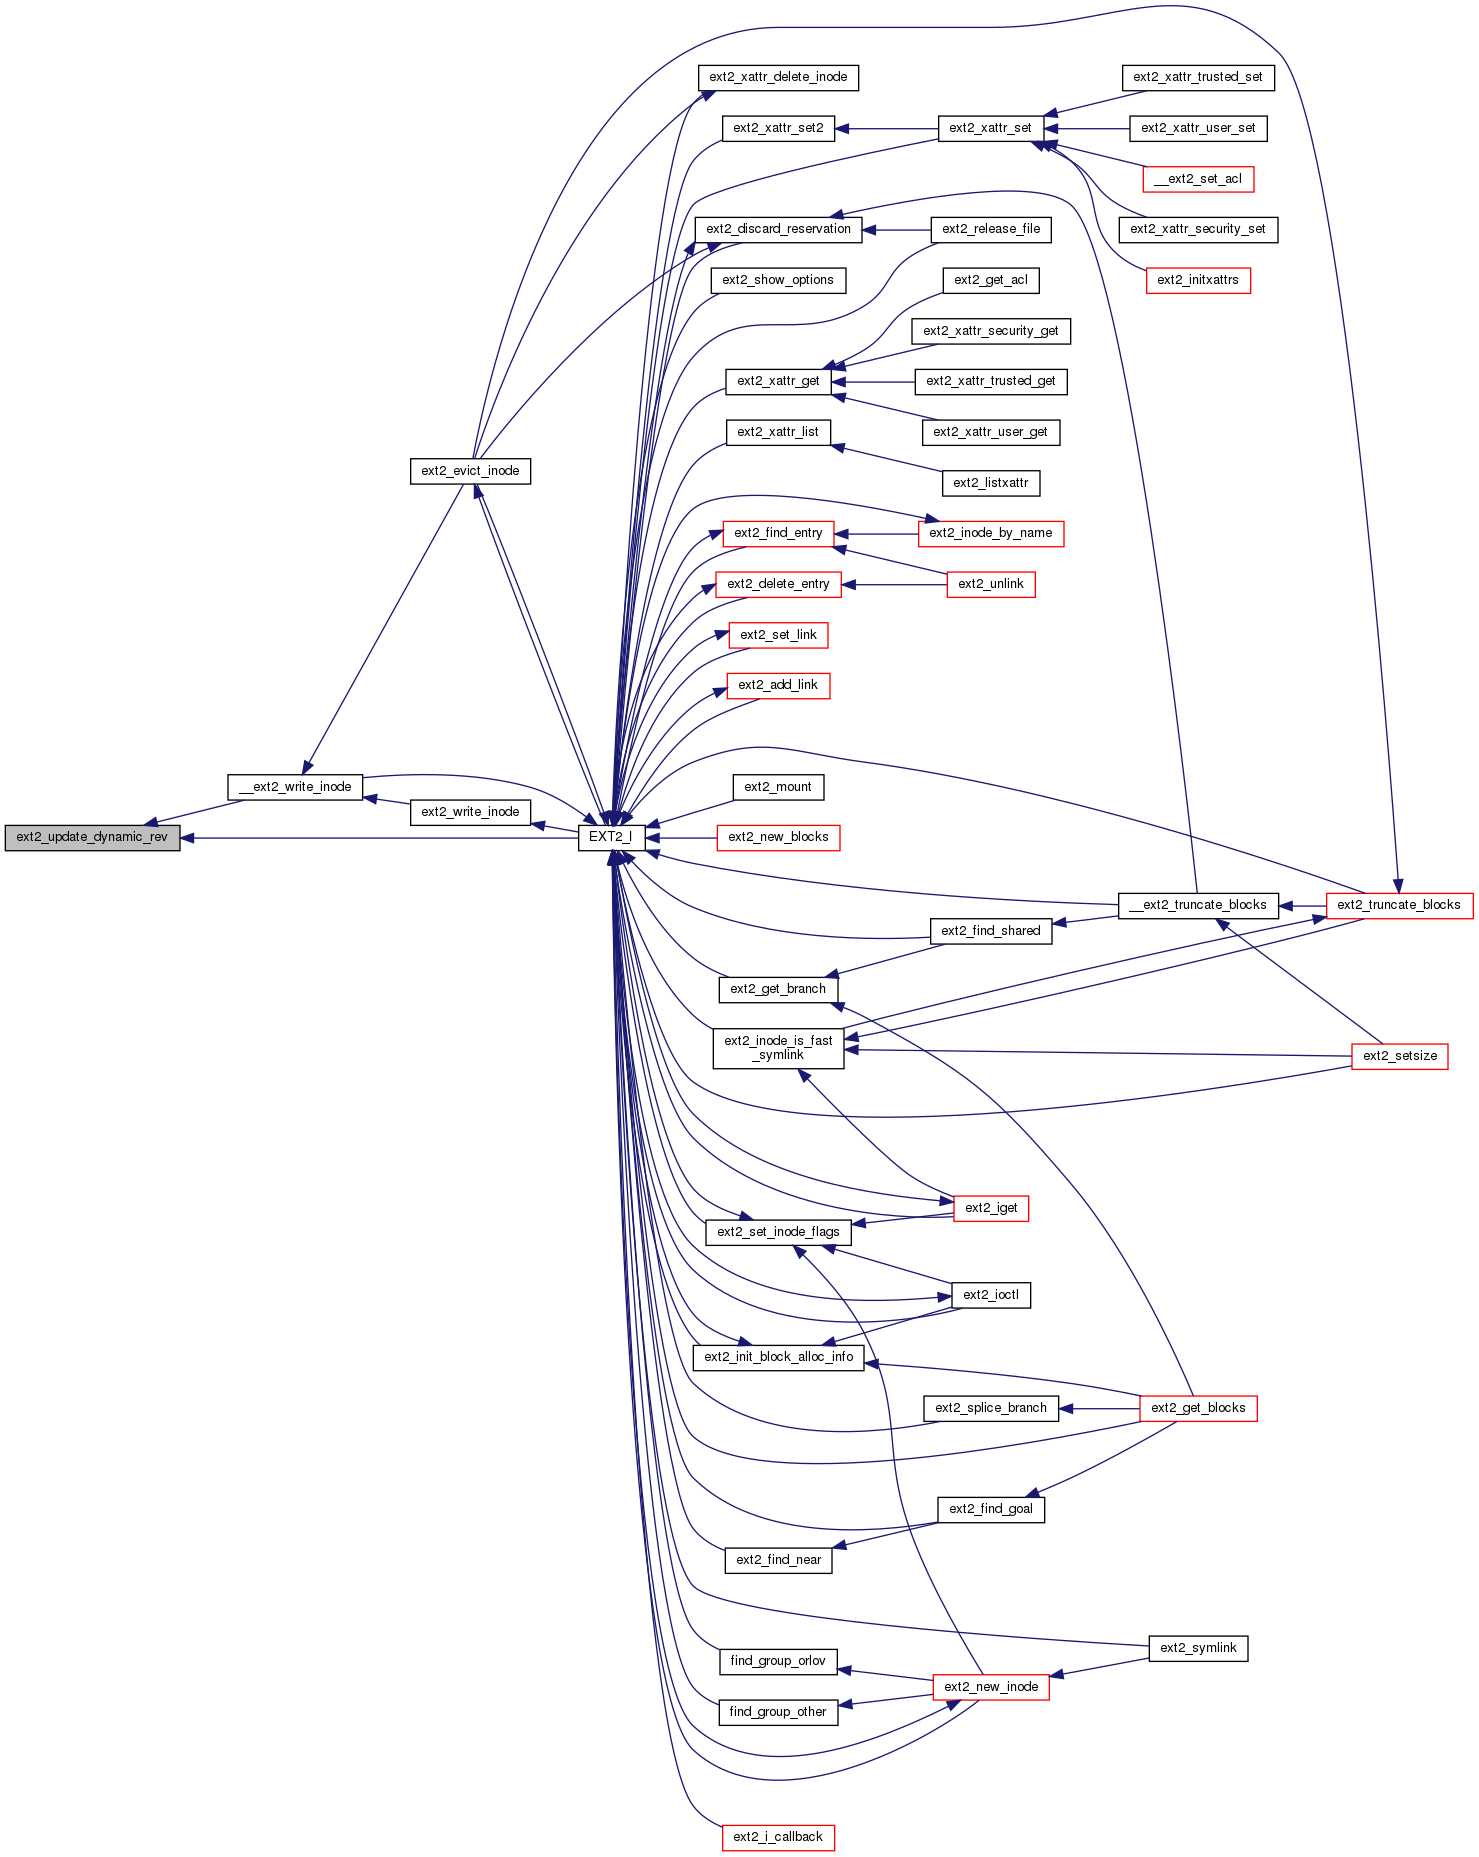 ext2_xattr_delete_inode
ext2_xattr_trusted_set
ext2_xattr_set2
ext2_xattr_set
ext2_xattr_user_set
__ext2_set_acl
ext2_discard_reservation
ext2_release_file
ext2_xattr_security_set
ext2_show_options
ext2_get_acl
ext2_initxattrs
ext2_xattr_security_get
ext2_xattr_get
ext2_xattr_trusted_get
ext2_xattr_list
ext2_xattr_user_get
ext2_evict_inode
ext2_listxattr
ext2_find_entry
ext2_inode_by_name
ext2_delete_entry
ext2_unlink
ext2_set_link
ext2_add_link
__ext2_write_inode
ext2_mount
ext2_write_inode
ext2_update_dynamic_rev
EXT2_I
ext2_new_blocks
__ext2_truncate_blocks
ext2_truncate_blocks
ext2_find_shared
ext2_get_branch
ext2_inode_is_fast
_symlink
ext2_setsize
ext2_iget
ext2_set_inode_flags
ext2_ioctl
ext2_init_block_alloc_info
ext2_splice_branch
ext2_get_blocks
ext2_find_goal
ext2_find_near
ext2_symlink
find_group_orlov
ext2_new_inode
find_group_other
ext2_i_callback